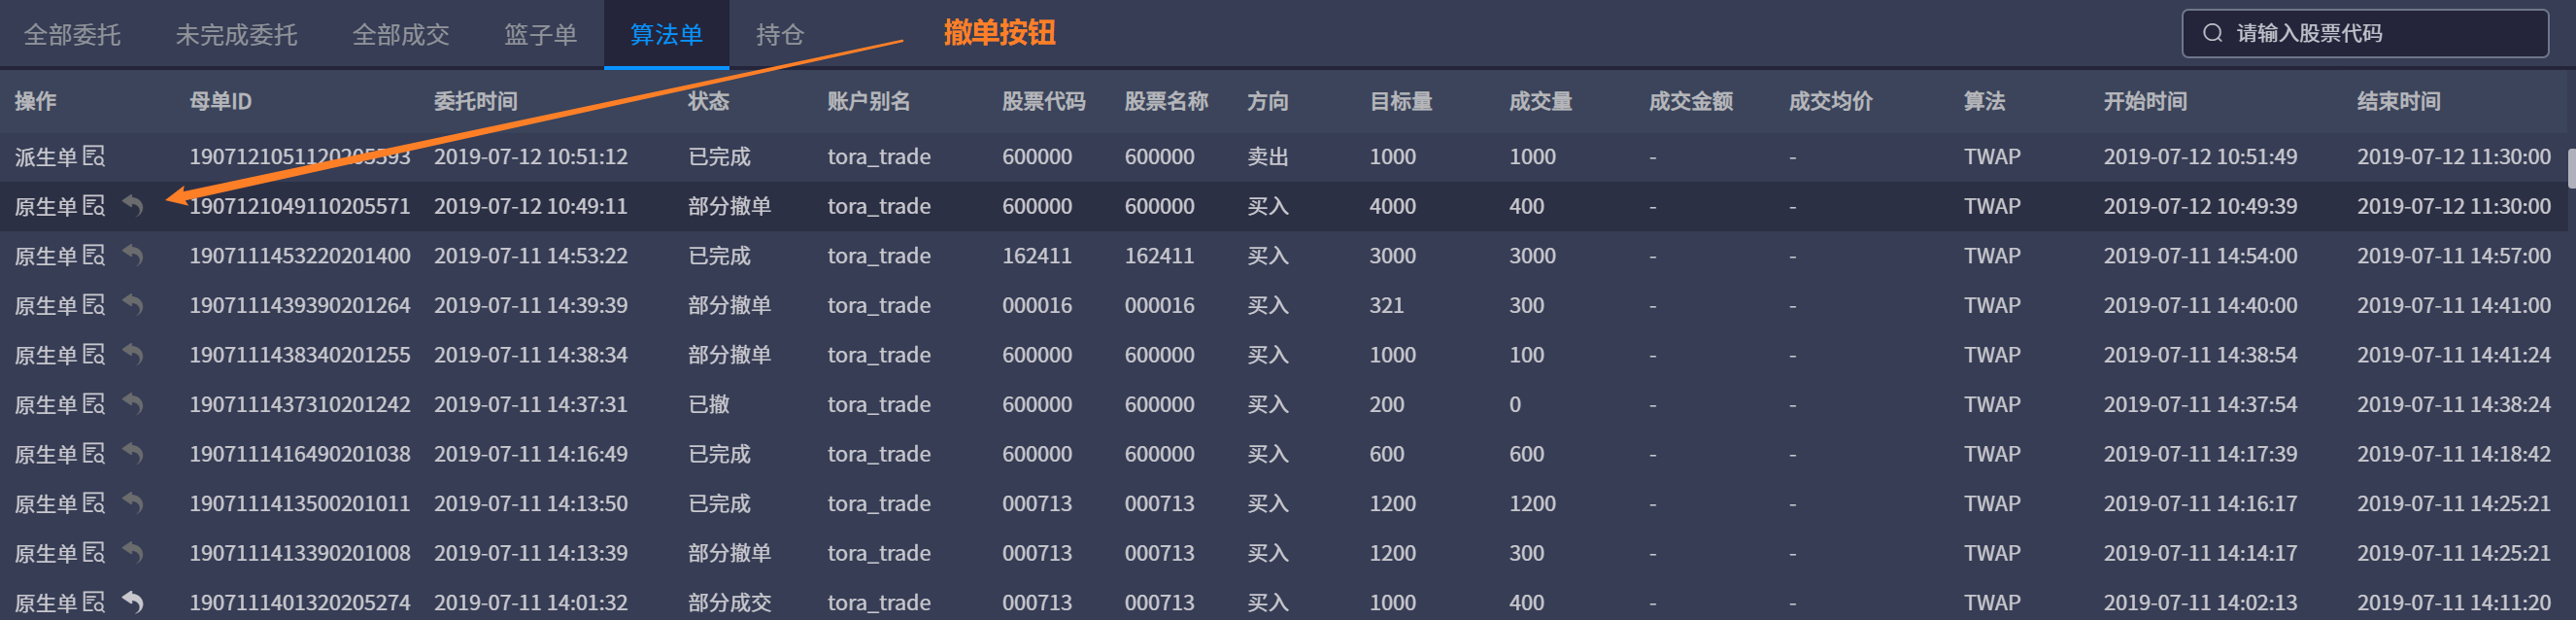 全部委托 未完成委托 全部成交 篮子单 算法单 持仓 撤单按钮 请输入股票代码
操作 母单ID 委托时间 状态 账户别名 股票代码 股票名称 方向 目标量 成交量 成交金额 成交均价 算法 开始时间 结束时间
派生单 1907121051120205593 2019-07-12 10:51:12 已完成 tora_trade 600000 600000 卖出 1000 1000 - - TWAP 2019-07-12 10:51:49 2019-07-12 11:30:00
原生单 1907121049110205571 2019-07-12 10:49:11 部分撤单 tora_trade 600000 600000 买入 4000 400 - - TWAP 2019-07-12 10:49:39 2019-07-12 11:30:00
原生单 1907111453220201400 2019-07-11 14:53:22 已完成 tora_trade 162411 162411 买入 3000 3000 - - TWAP 2019-07-11 14:54:00 2019-07-11 14:57:00
原生单 1907111439390201264 2019-07-11 14:39:39 部分撤单 tora_trade 000016 000016 买入 321 300 - - TWAP 2019-07-11 14:40:00 2019-07-11 14:41:00
原生单 1907111438340201255 2019-07-11 14:38:34 部分撤单 tora_trade 600000 600000 买入 1000 100 - - TWAP 2019-07-11 14:38:54 2019-07-11 14:41:24
原生单 1907111437310201242 2019-07-11 14:37:31 已撤 tora_trade 600000 600000 买入 200 0 - - TWAP 2019-07-11 14:37:54 2019-07-11 14:38:24
原生单 1907111416490201038 2019-07-11 14:16:49 已完成 tora_trade 600000 600000 买入 600 600 - - TWAP 2019-07-11 14:17:39 2019-07-11 14:18:42
原生单 1907111413500201011 2019-07-11 14:13:50 已完成 tora_trade 000713 000713 买入 1200 1200 - - TWAP 2019-07-11 14:16:17 2019-07-11 14:25:21
原生单 1907111413390201008 2019-07-11 14:13:39 部分撤单 tora_trade 000713 000713 买入 1200 300 - - TWAP 2019-07-11 14:14:17 2019-07-11 14:25:21
原生单 1907111401320205274 2019-07-11 14:01:32 部分成交 tora_trade 000713 000713 买入 1000 400 - - TWAP 2019-07-11 14:02:13 2019-07-11 14:11:20